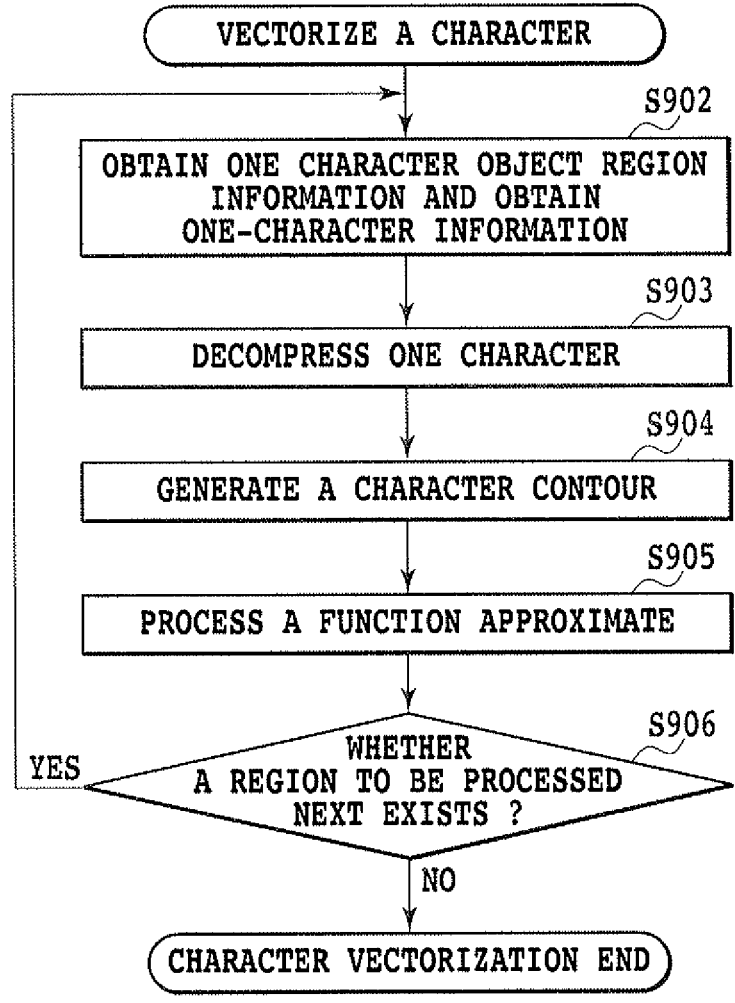 VECTORIZE A CHARACTER
S902
OBTAIN ONE CHARACTER OBJECT REGION
INFORMATION AND OBTAIN
ONE-CHARACTER INFORMATION
S903
DECOMPRESS ONE CHARACTER
S904
GENERATE A CHARACTER CONTOUR
S905
PROCESS A FUNCTION APPROXIMATE
S906
WHETHER
A REGION TO BE PROCESSED
NEXT EXISTS ?
YES
NO
CHARACTER VECTORIZATION END